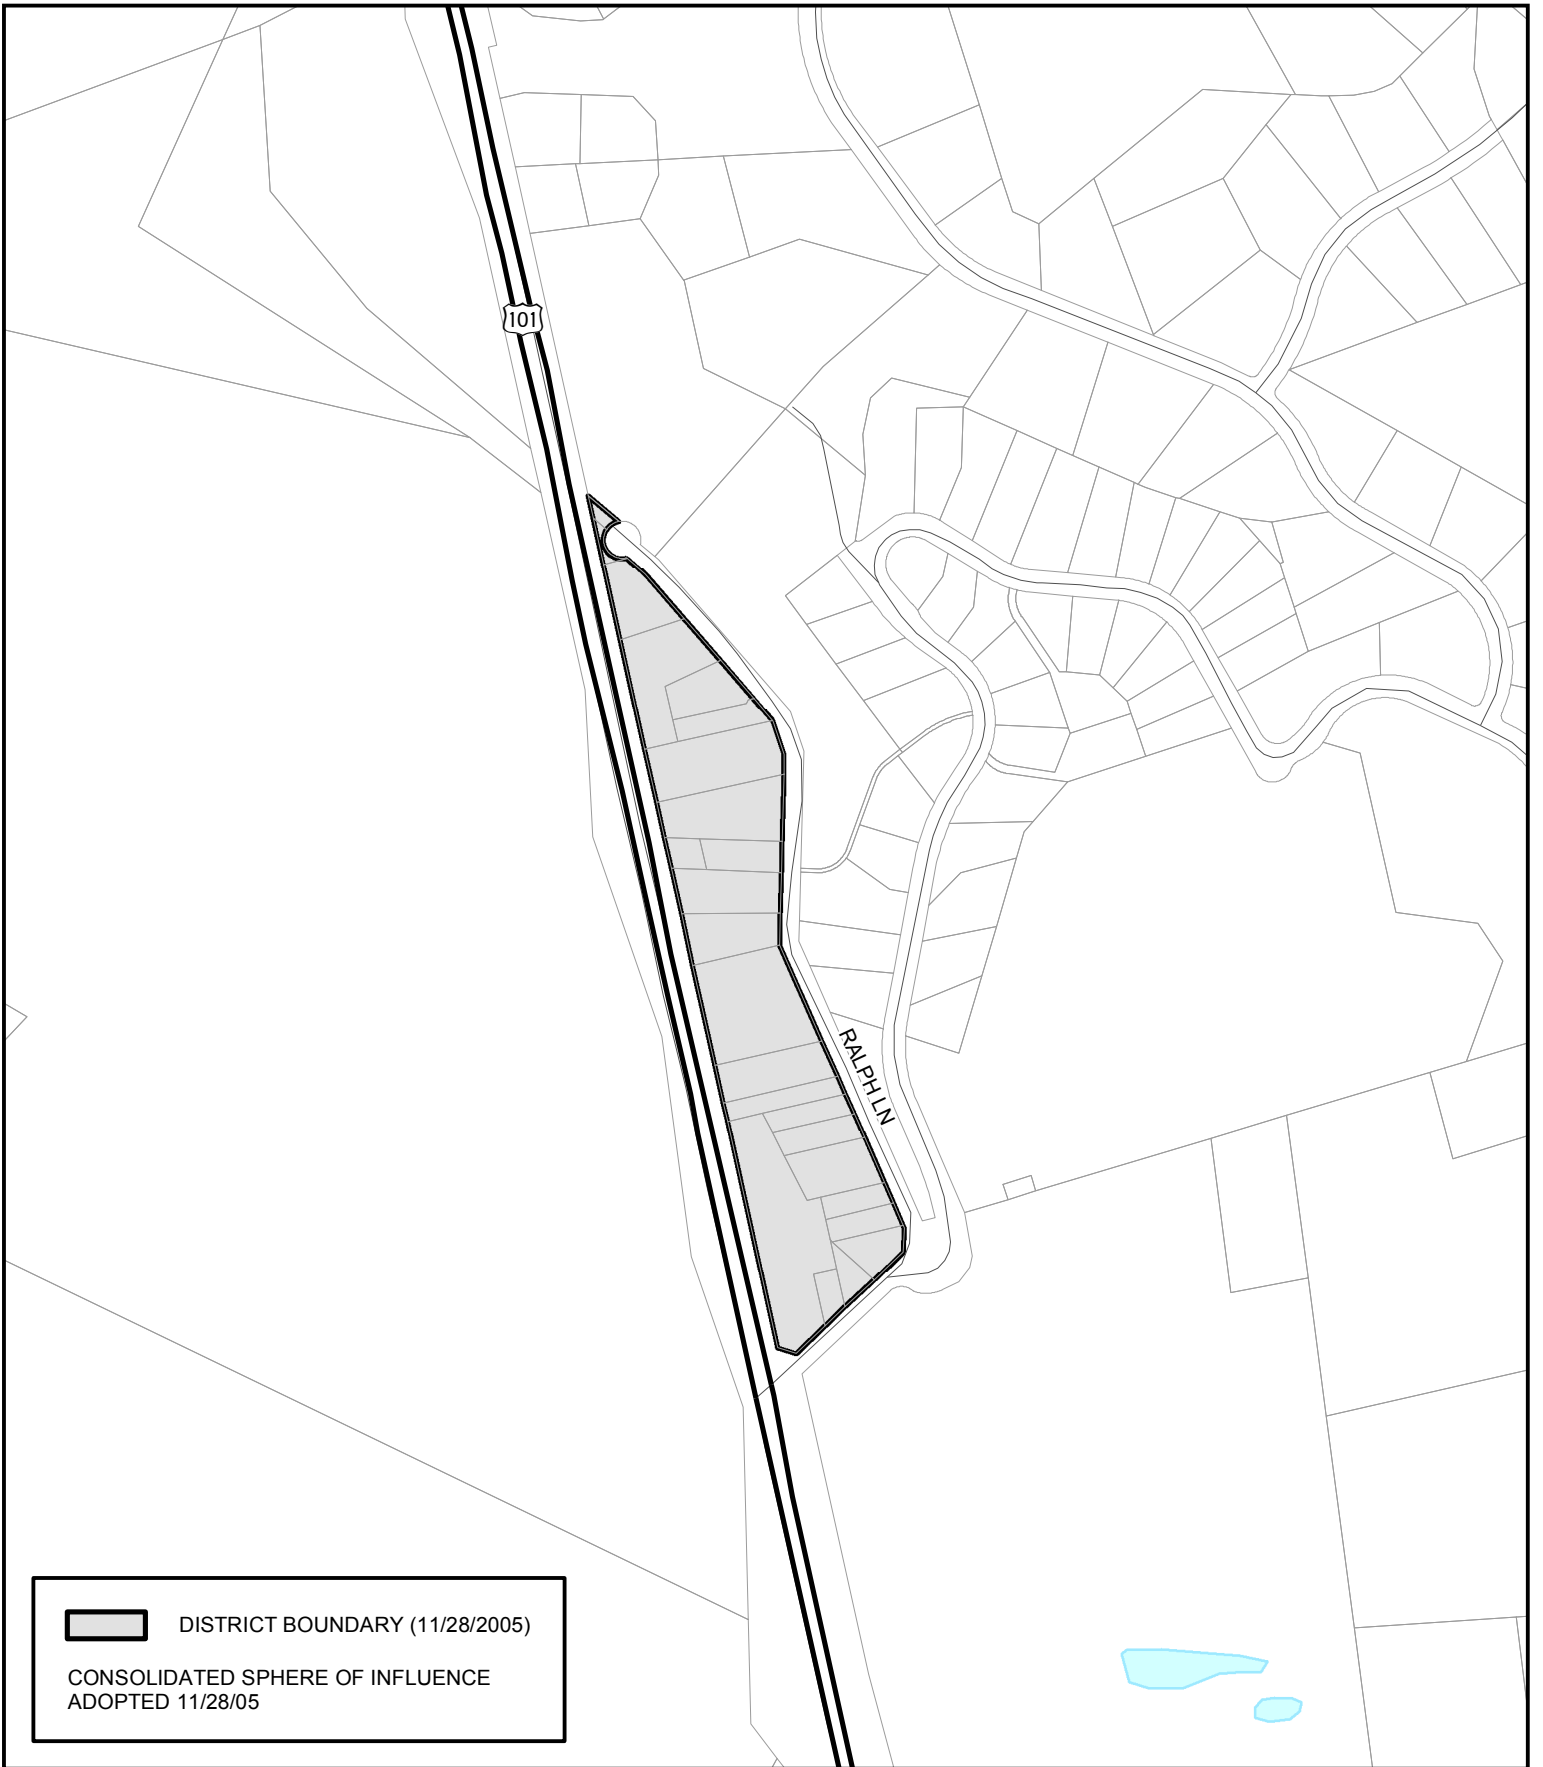 101
RALPH LN
DISTRICT BOUNDARY (11/28/2005)
CONSOLIDATED SPHERE OF INFLUENCE
ADOPTED 11/28/05